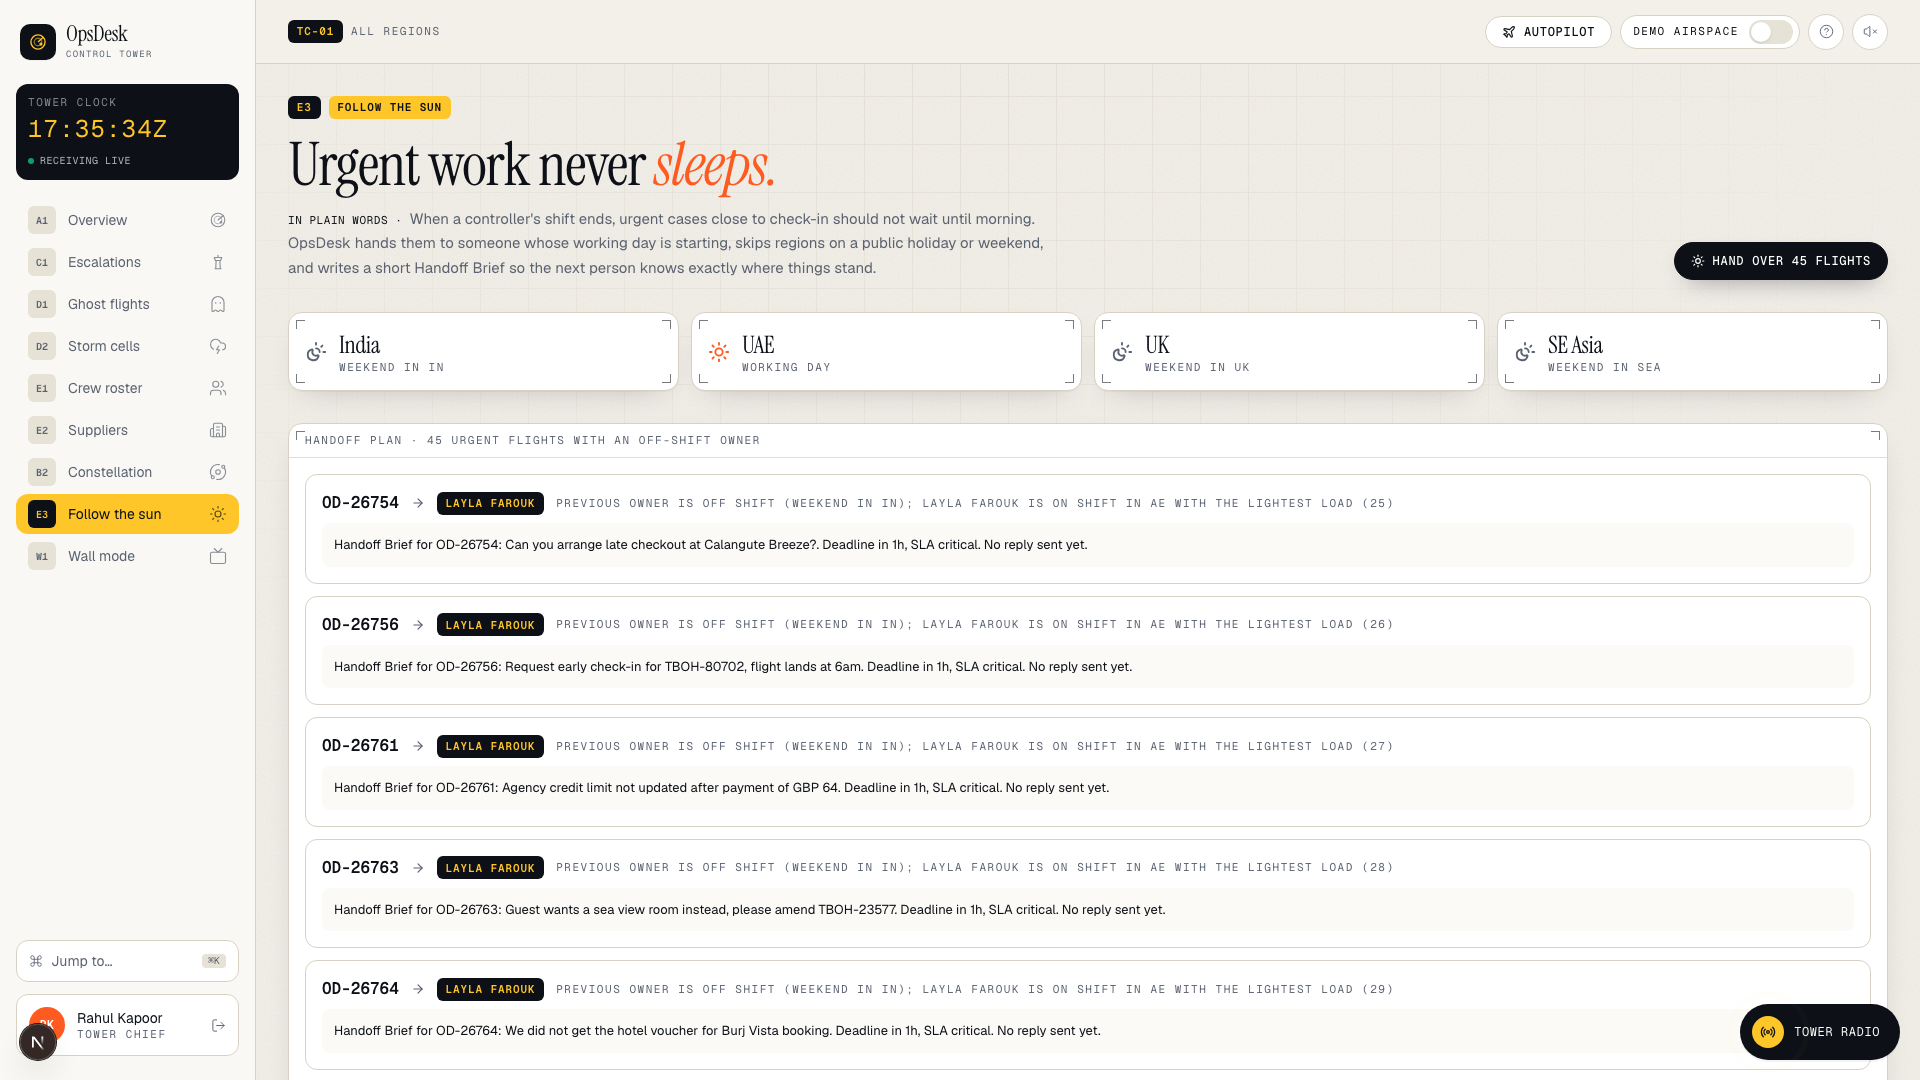 OpsDesk
CONTROL TOWER
TOWER CLOCK
17:35:34Z
RECEIVING LIVE
A1 Overview
C1 Escalations
D1 Ghost flights
D2 Storm cells
E1 Crew roster
E2 Suppliers
B2 Constellation
E3 Follow the sun
W1 Wall mode
⌘ Jump to... ⌘K
Rahul Kapoor
TOWER CHIEF
N
TC-01 ALL REGIONS
AUTOPILOT
DEMO AIRSPACE
E3 FOLLOW THE SUN
Urgent work never sleeps.
IN PLAIN WORDS · When a controller's shift ends, urgent cases close to check-in should not wait until morning.
OpsDesk hands them to someone whose working day is starting, skips regions on a public holiday or weekend,
and writes a short Handoff Brief so the next person knows exactly where things stand.
HAND OVER 45 FLIGHTS
India
WEEKEND IN IN
UAE
WORKING DAY
UK
WEEKEND IN UK
SE Asia
WEEKEND IN SEA
HANDOFF PLAN · 45 URGENT FLIGHTS WITH AN OFF-SHIFT OWNER
OD-26754 → LAYLA FAROUK PREVIOUS OWNER IS OFF SHIFT (WEEKEND IN IN); LAYLA FAROUK IS ON SHIFT IN AE WITH THE LIGHTEST LOAD (25)
Handoff Brief for OD-26754: Can you arrange late checkout at Calangute Breeze?. Deadline in 1h, SLA critical. No reply sent yet.
OD-26756 → LAYLA FAROUK PREVIOUS OWNER IS OFF SHIFT (WEEKEND IN IN); LAYLA FAROUK IS ON SHIFT IN AE WITH THE LIGHTEST LOAD (26)
Handoff Brief for OD-26756: Request early check-in for TBOH-80702, flight lands at 6am. Deadline in 1h, SLA critical. No reply sent yet.
OD-26761 → LAYLA FAROUK PREVIOUS OWNER IS OFF SHIFT (WEEKEND IN IN); LAYLA FAROUK IS ON SHIFT IN AE WITH THE LIGHTEST LOAD (27)
Handoff Brief for OD-26761: Agency credit limit not updated after payment of GBP 64. Deadline in 1h, SLA critical. No reply sent yet.
OD-26763 → LAYLA FAROUK PREVIOUS OWNER IS OFF SHIFT (WEEKEND IN IN); LAYLA FAROUK IS ON SHIFT IN AE WITH THE LIGHTEST LOAD (28)
Handoff Brief for OD-26763: Guest wants a sea view room instead, please amend TBOH-23577. Deadline in 1h, SLA critical. No reply sent yet.
OD-26764 → LAYLA FAROUK PREVIOUS OWNER IS OFF SHIFT (WEEKEND IN IN); LAYLA FAROUK IS ON SHIFT IN AE WITH THE LIGHTEST LOAD (29)
Handoff Brief for OD-26764: We did not get the hotel voucher for Burj Vista booking. Deadline in 1h, SLA critical. No reply sent yet.
TOWER RADIO